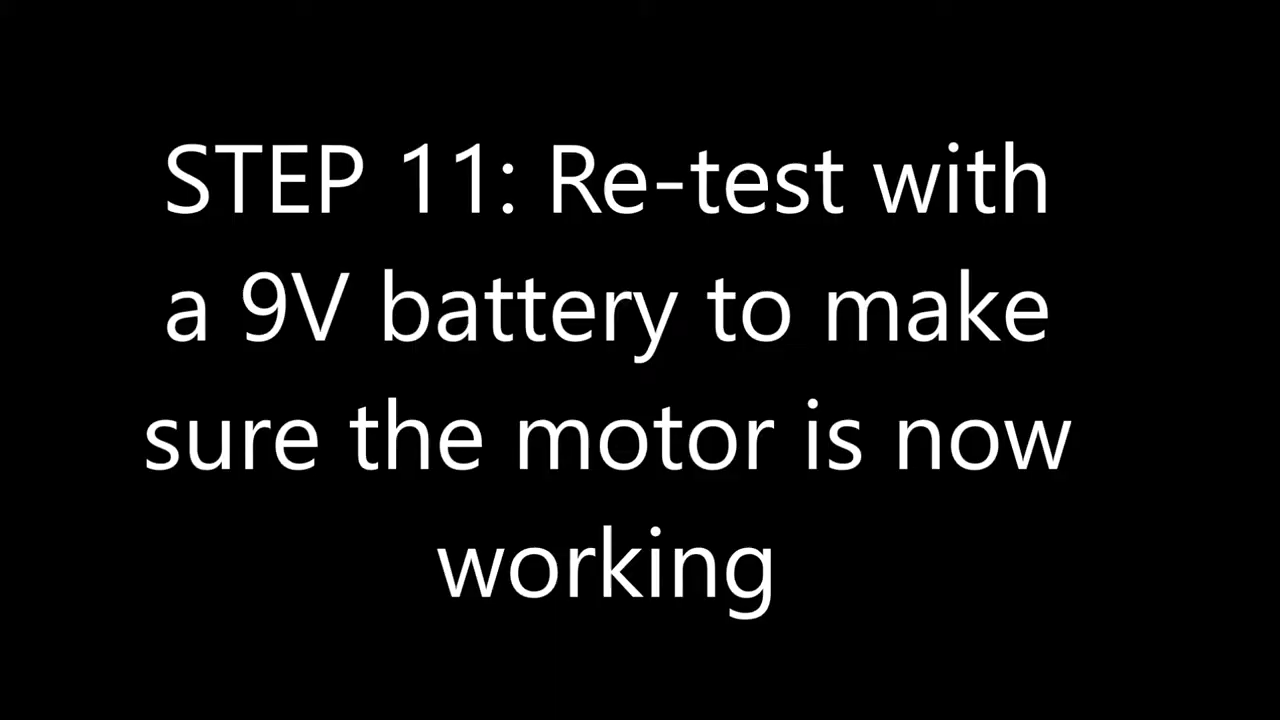 STEP 11: Re-test with
a 9V battery to make
sure the motor is now
working